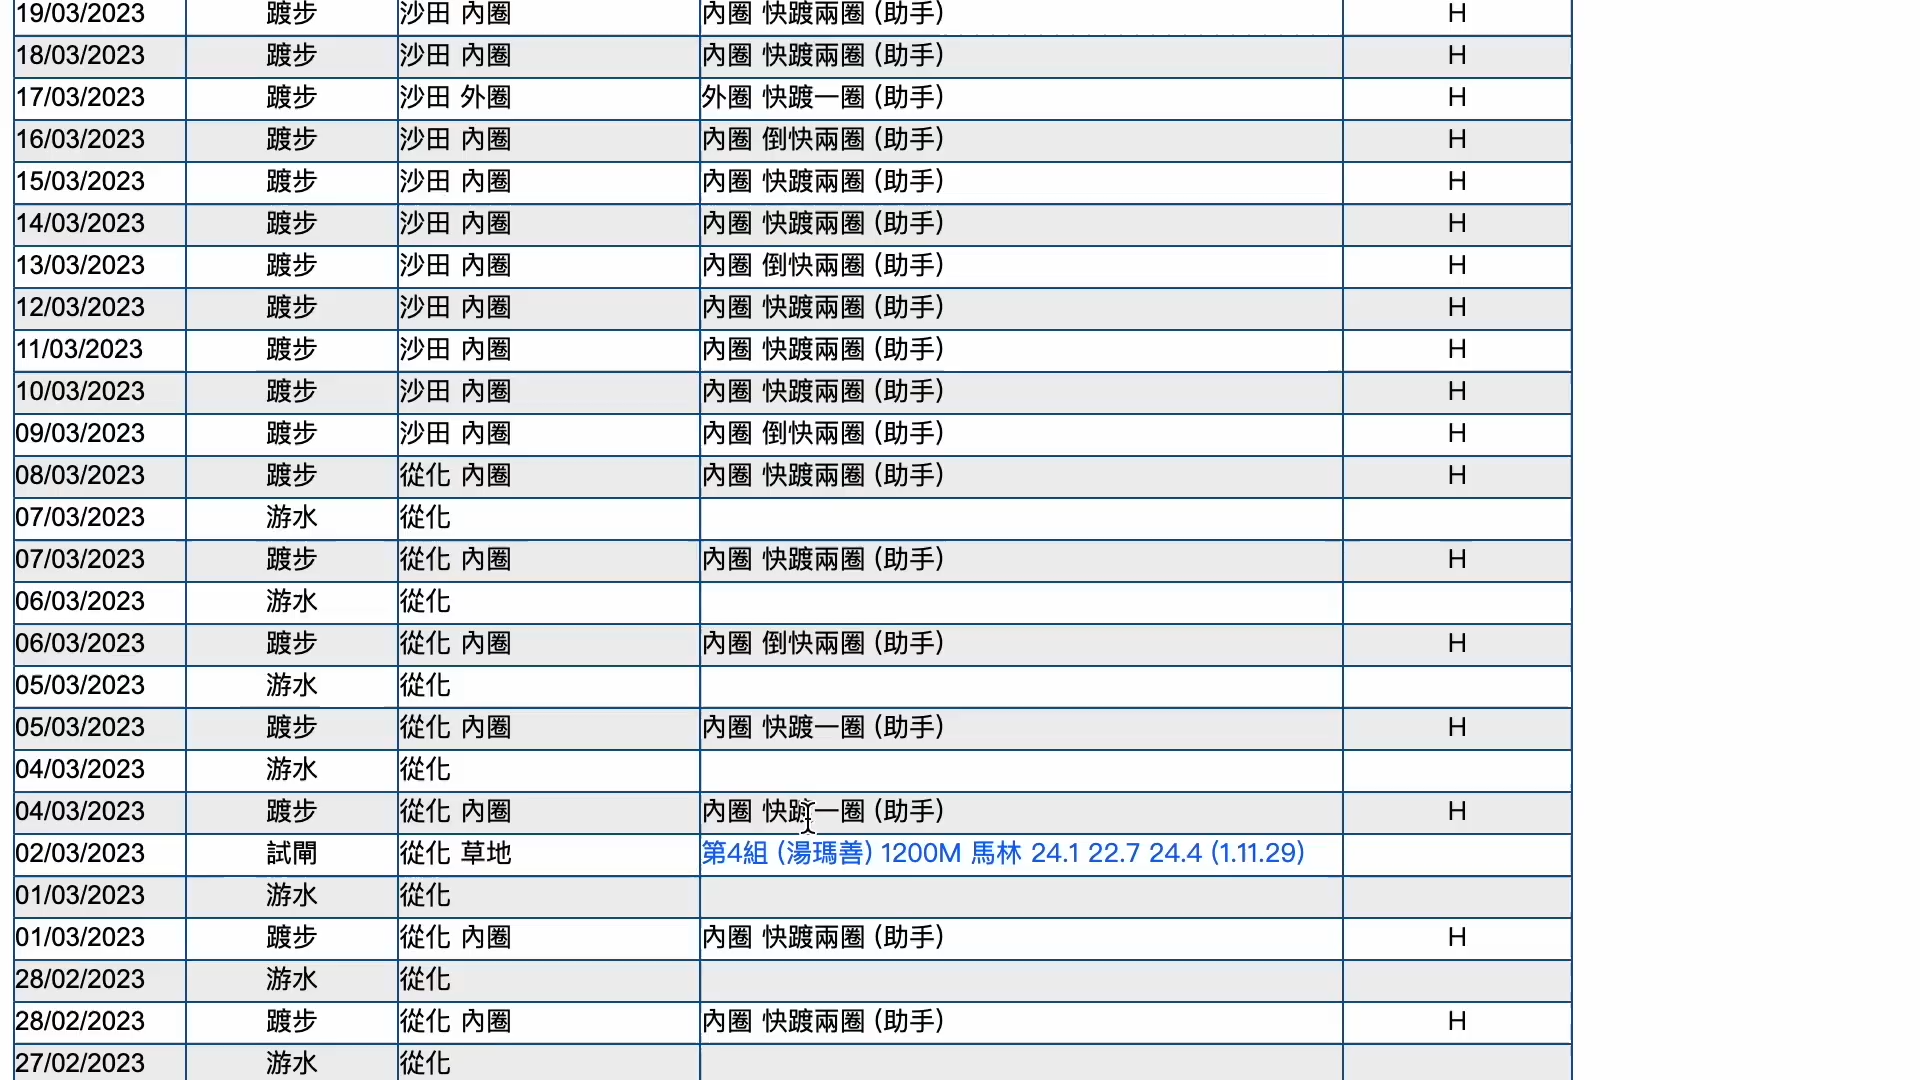 19/03/2023 踱步 沙田 內圈 內圈 快踱兩圈 (助手) H
18/03/2023 踱步 沙田 內圈 內圈 快踱兩圈 (助手) H
17/03/2023 踱步 沙田 外圈 外圈 快踱一圈 (助手) H
16/03/2023 踱步 沙田 內圈 內圈 倒快兩圈 (助手) H
15/03/2023 踱步 沙田 內圈 內圈 快踱兩圈 (助手) H
14/03/2023 踱步 沙田 內圈 內圈 快踱兩圈 (助手) H
13/03/2023 踱步 沙田 內圈 內圈 倒快兩圈 (助手) H
12/03/2023 踱步 沙田 內圈 內圈 快踱兩圈 (助手) H
11/03/2023 踱步 沙田 內圈 內圈 快踱兩圈 (助手) H
10/03/2023 踱步 沙田 內圈 內圈 快踱兩圈 (助手) H
09/03/2023 踱步 沙田 內圈 內圈 倒快兩圈 (助手) H
08/03/2023 踱步 從化 內圈 內圈 快踱兩圈 (助手) H
07/03/2023 游水 從化
07/03/2023 踱步 從化 內圈 內圈 快踱兩圈 (助手) H
06/03/2023 游水 從化
06/03/2023 踱步 從化 內圈 內圈 倒快兩圈 (助手) H
05/03/2023 游水 從化
05/03/2023 踱步 從化 內圈 內圈 快踱一圈 (助手) H
04/03/2023 游水 從化
04/03/2023 踱步 從化 內圈 內圈 快踱一圈 (助手) H
02/03/2023 試閘 從化 草地 第4組 (湯瑪善) 1200M 馬林 24.1 22.7 24.4 (1.11.29)
01/03/2023 游水 從化
01/03/2023 踱步 從化 內圈 內圈 快踱兩圈 (助手) H
28/02/2023 游水 從化
28/02/2023 踱步 從化 內圈 內圈 快踱兩圈 (助手) H
27/02/2023 游水 從化